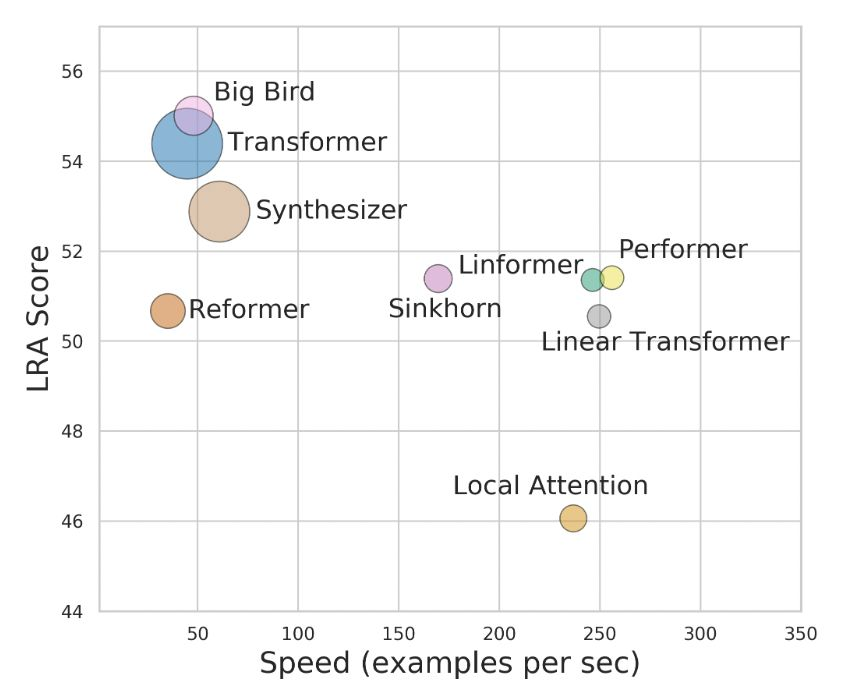 56
Big Bird
Transformer
54
Synthesizer
52
Performer
Linformer
Sinkhorn
Reformer
50
Linear Transformer
48
Local Attention
46
44
LRA Score
50 100 150 200 250 300 350
Speed (examples per sec)